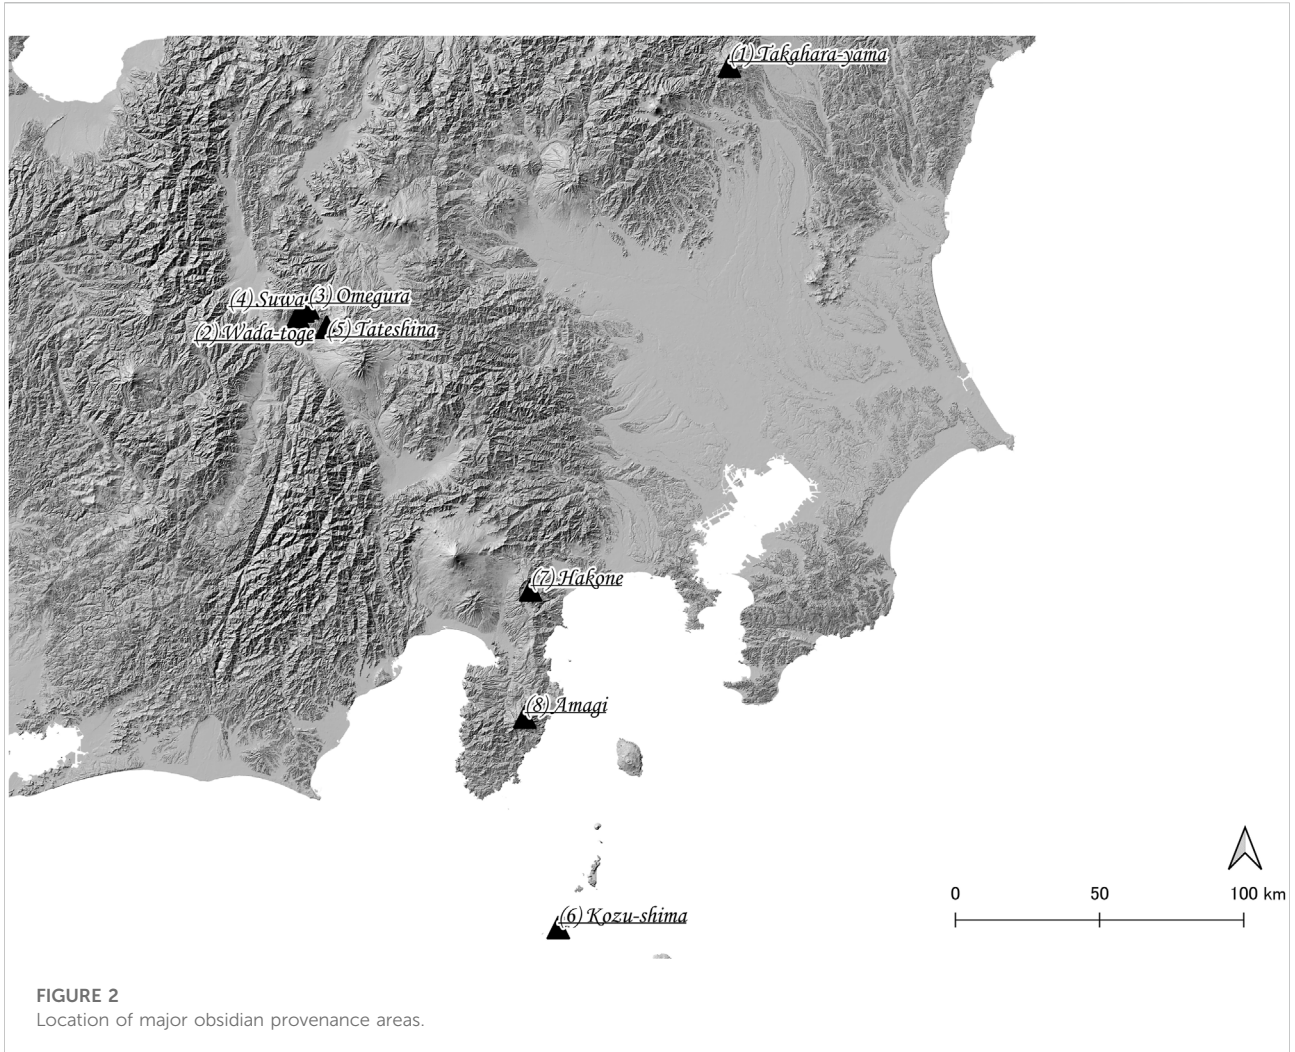 (1) Takahara-yama
(4) Suwa (3) Omegura
(2) Wada-toge (5) Tateshina
(7) Hakone
(8) Amagi
(6) Kozu-shima
0 50 100 km
FIGURE 2
Location of major obsidian provenance areas.